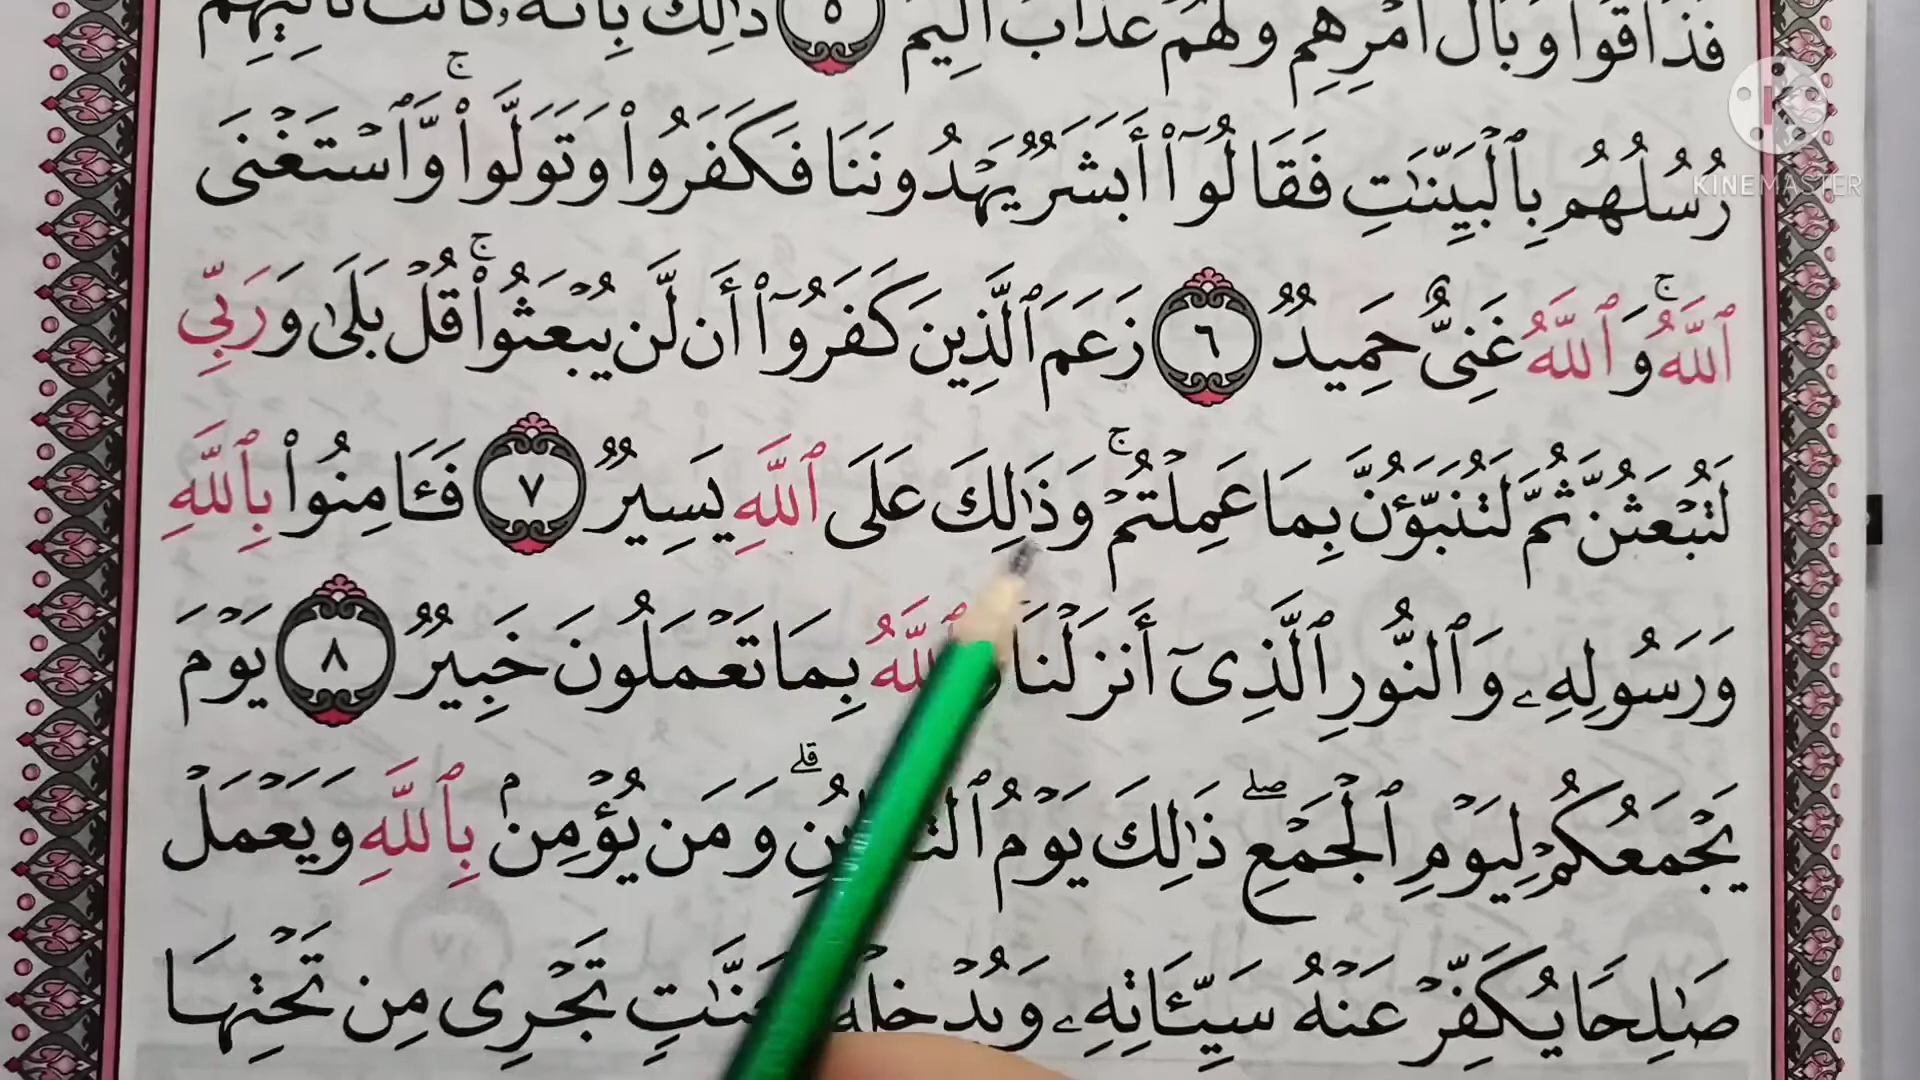 فَذَاقُوا۟ وَبَالَ أَمْرِهِمْ وَلَهُمْ عَذَابٌ أَلِيمٌ ٥ ذَٰلِكَ بِأَنَّهُۥ كَانَت تَّأْتِيهِمْ
رُسُلُهُم بِٱلْبَيِّنَٰتِ فَقَالُوٓا۟ أَبَشَرٌ يَهْدُونَنَا فَكَفَرُوا۟ وَتَوَلَّوا۟ ۚ وَّٱسْتَغْنَى
ٱللَّهُ ۚ وَٱللَّهُ غَنِىٌّ حَمِيدٌ ٦ زَعَمَ ٱلَّذِينَ كَفَرُوٓا۟ أَن لَّن يُبْعَثُوا۟ ۚ قُلْ بَلَىٰ وَرَبِّى
لَتُبْعَثُنَّ ثُمَّ لَتُنَبَّؤُنَّ بِمَا عَمِلْتُمْ ۚ وَذَٰلِكَ عَلَى ٱللَّهِ يَسِيرٌ ٧ فَـَٔامِنُوا۟ بِٱللَّهِ
وَرَسُولِهِۦ وَٱلنُّورِ ٱلَّذِىٓ أَنزَلْنَا وَٱللَّهُ بِمَا تَعْمَلُونَ خَبِيرٌ ٨ يَوْمَ
يَجْمَعُكُمْ لِيَوْمِ ٱلْجَمْعِ ۖ ذَٰلِكَ يَوْمُ ٱلتَّغَابُنِ ۗ وَمَن يُؤْمِنۢ بِٱللَّهِ وَيَعْمَلْ
صَٰلِحًا يُكَفِّرْ عَنْهُ سَيِّـَٔاتِهِۦ وَيُدْخِلْهُ جَنَّٰتٍ تَجْرِى مِن تَحْتِهَا
KINEMASTER